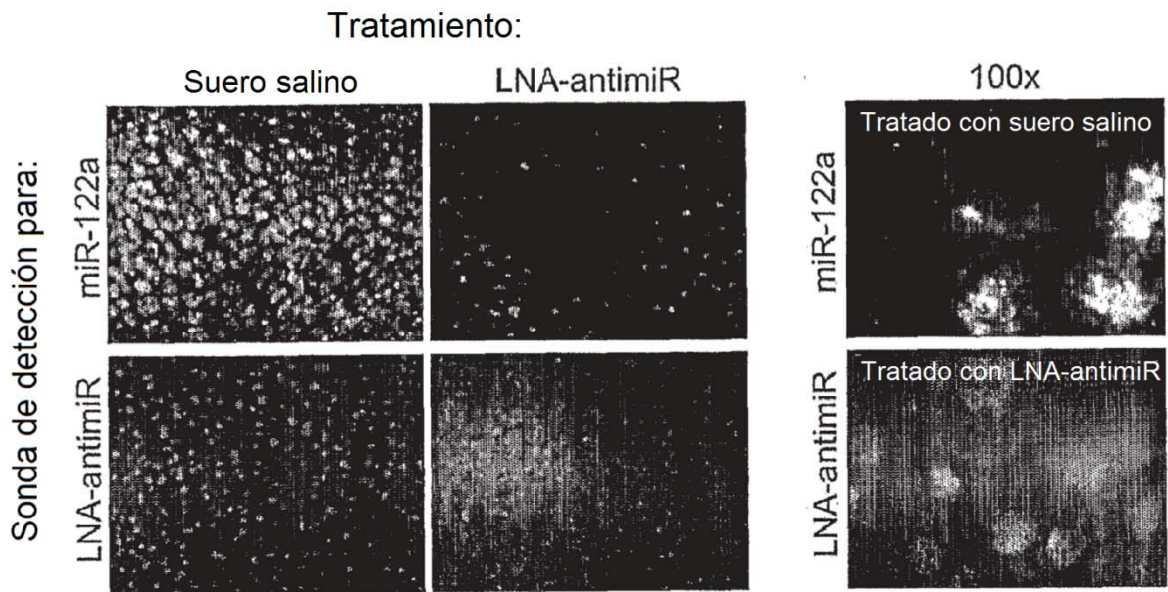 Tratamiento:
Suero salino
LNA-antimiR
100x
Sonda de detección para:
miR-122a
LNA-antimiR
Tratado con suero salino
miR-122a
Tratado con LNA-antimiR
LNA-antimiR